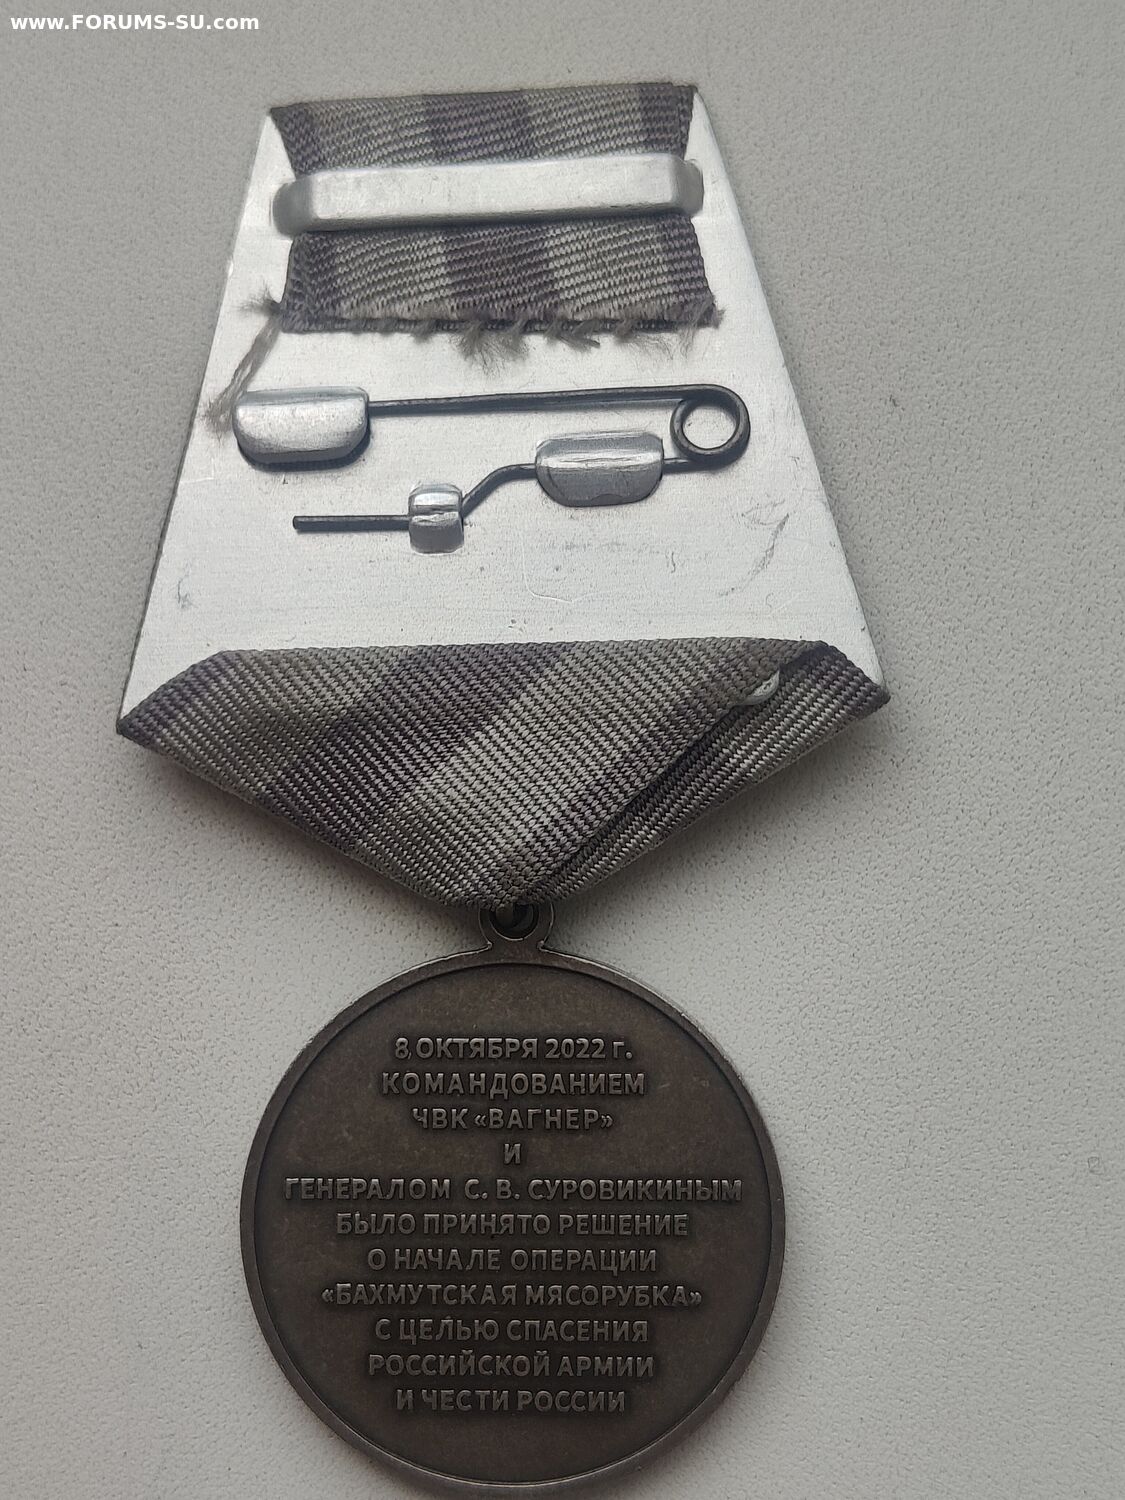 www.FORUMS-SU.com
8 ОКТЯБРЯ 2022 г.
КОМАНДОВАНИЕМ
ЧВК «ВАГНЕР»
И
ГЕНЕРАЛОМ С. В. СУРОВИКИНЫМ
БЫЛО ПРИНЯТО РЕШЕНИЕ
О НАЧАЛЕ ОПЕРАЦИИ
«БАХМУТСКАЯ МЯСОРУБКА»
С ЦЕЛЬЮ СПАСЕНИЯ
РОССИЙСКОЙ АРМИИ
И ЧЕСТИ РОССИИ